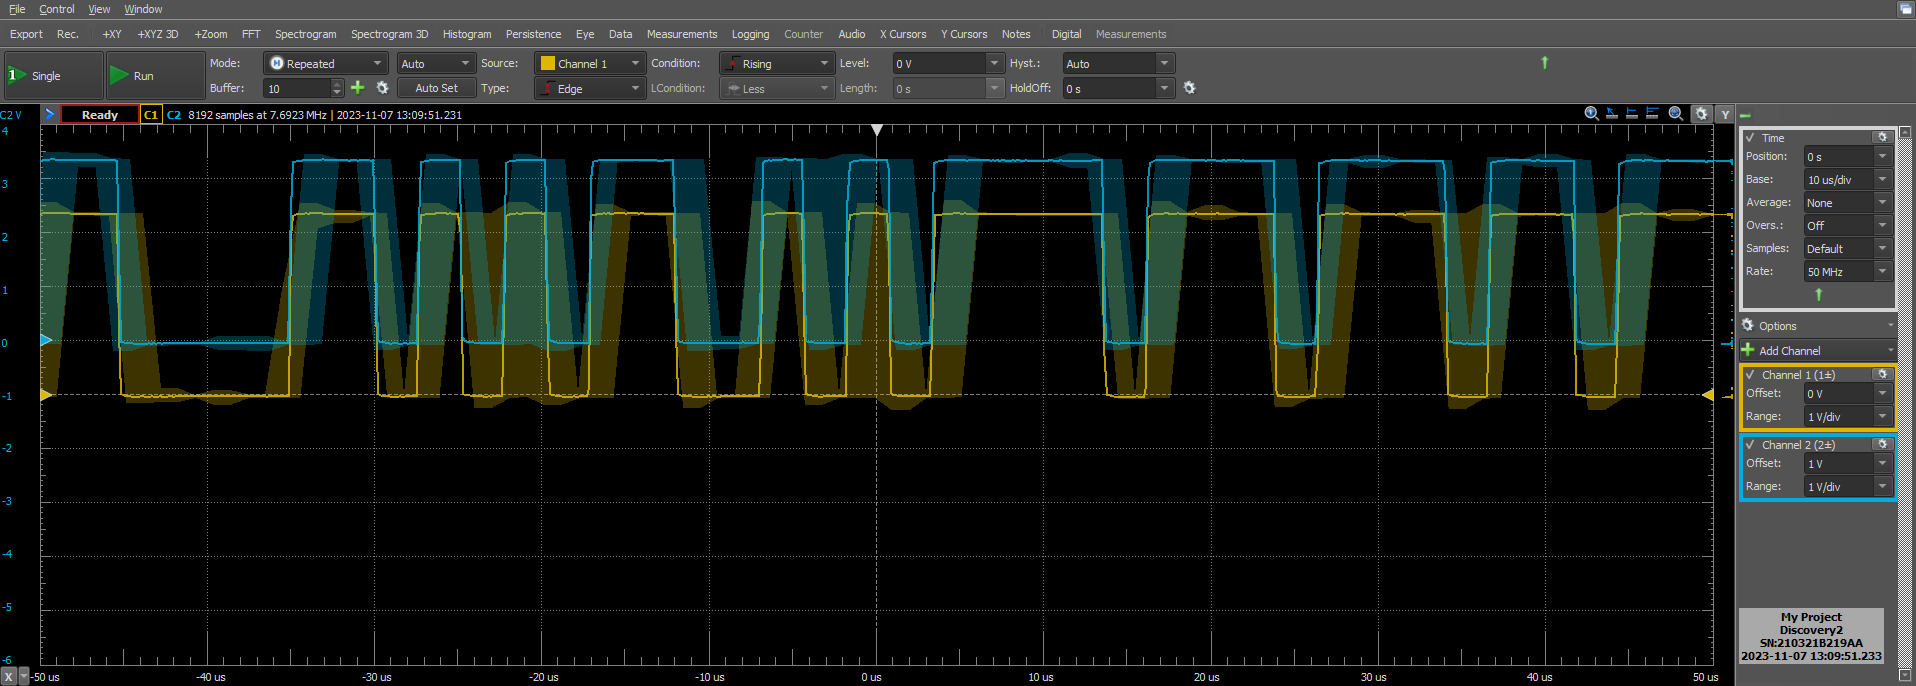 File Control View Window
Export Rec. +XY +XYZ 3D +Zoom FFT Spectrogram Spectrogram 3D Histogram Persistence Eye Data Measurements Logging Counter Audio X Cursors Y Cursors Notes Digital Measurements
1 Single Run Mode: Repeated Auto Source: Channel 1 Condition: Rising Level: 0 V Hyst.: Auto
Buffer: 10 Auto Set Type: Edge LCondition: Less Length: 0 s HoldOff: 0 s
C2 V Ready C1 C2 8192 samples at 7.6923 MHz | 2023-11-07 13:09:51.231 Y
4
3
2
1
0
-1
-2
-3
-4
-5
-6
X -50 us -40 us -30 us -20 us -10 us 0 us 10 us 20 us 30 us 40 us 50 us
Time
Position: 0 s
Base: 10 us/div
Average: None
Overs.: Off
Samples: Default
Rate: 50 MHz
Options
Add Channel
Channel 1 (1±)
Offset: 0 V
Range: 1 V/div
Channel 2 (2±)
Offset: 1 V
Range: 1 V/div
My Project
Discovery2
SN:210321B219AA
2023-11-07 13:09:51.233